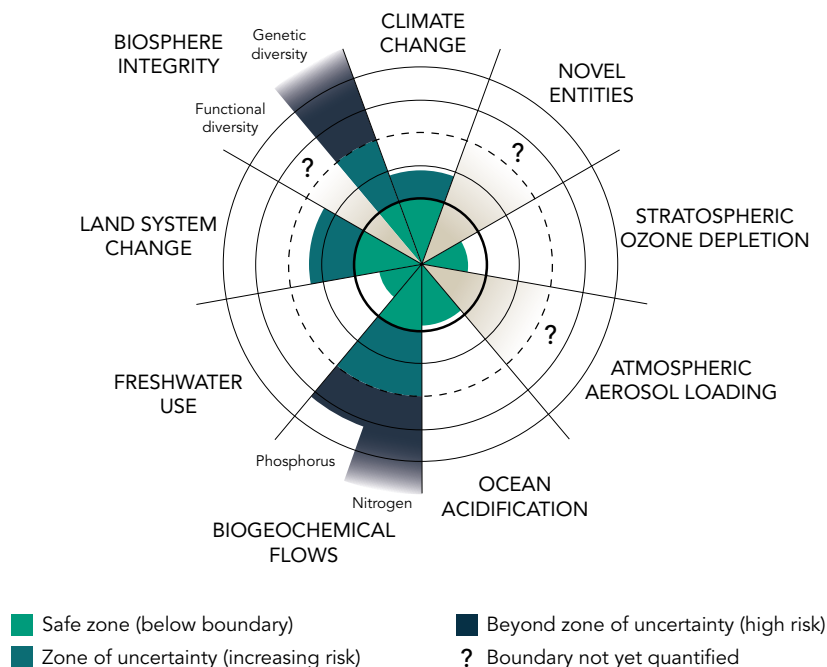 CLIMATE
CHANGE
Genetic
diversity
BIOSPHERE
INTEGRITY
NOVEL
ENTITIES
Functional
diversity
?
?
LAND SYSTEM
CHANGE
STRATOSPHERIC
OZONE DEPLETION
?
FRESHWATER
USE
ATMOSPHERIC
AEROSOL LOADING
Phosphorus
Nitrogen
OCEAN
ACIDIFICATION
BIOGEOCHEMICAL
FLOWS
Safe zone (below boundary)
Beyond zone of uncertainty (high risk)
Zone of uncertainty (increasing risk)
? Boundary not yet quantified